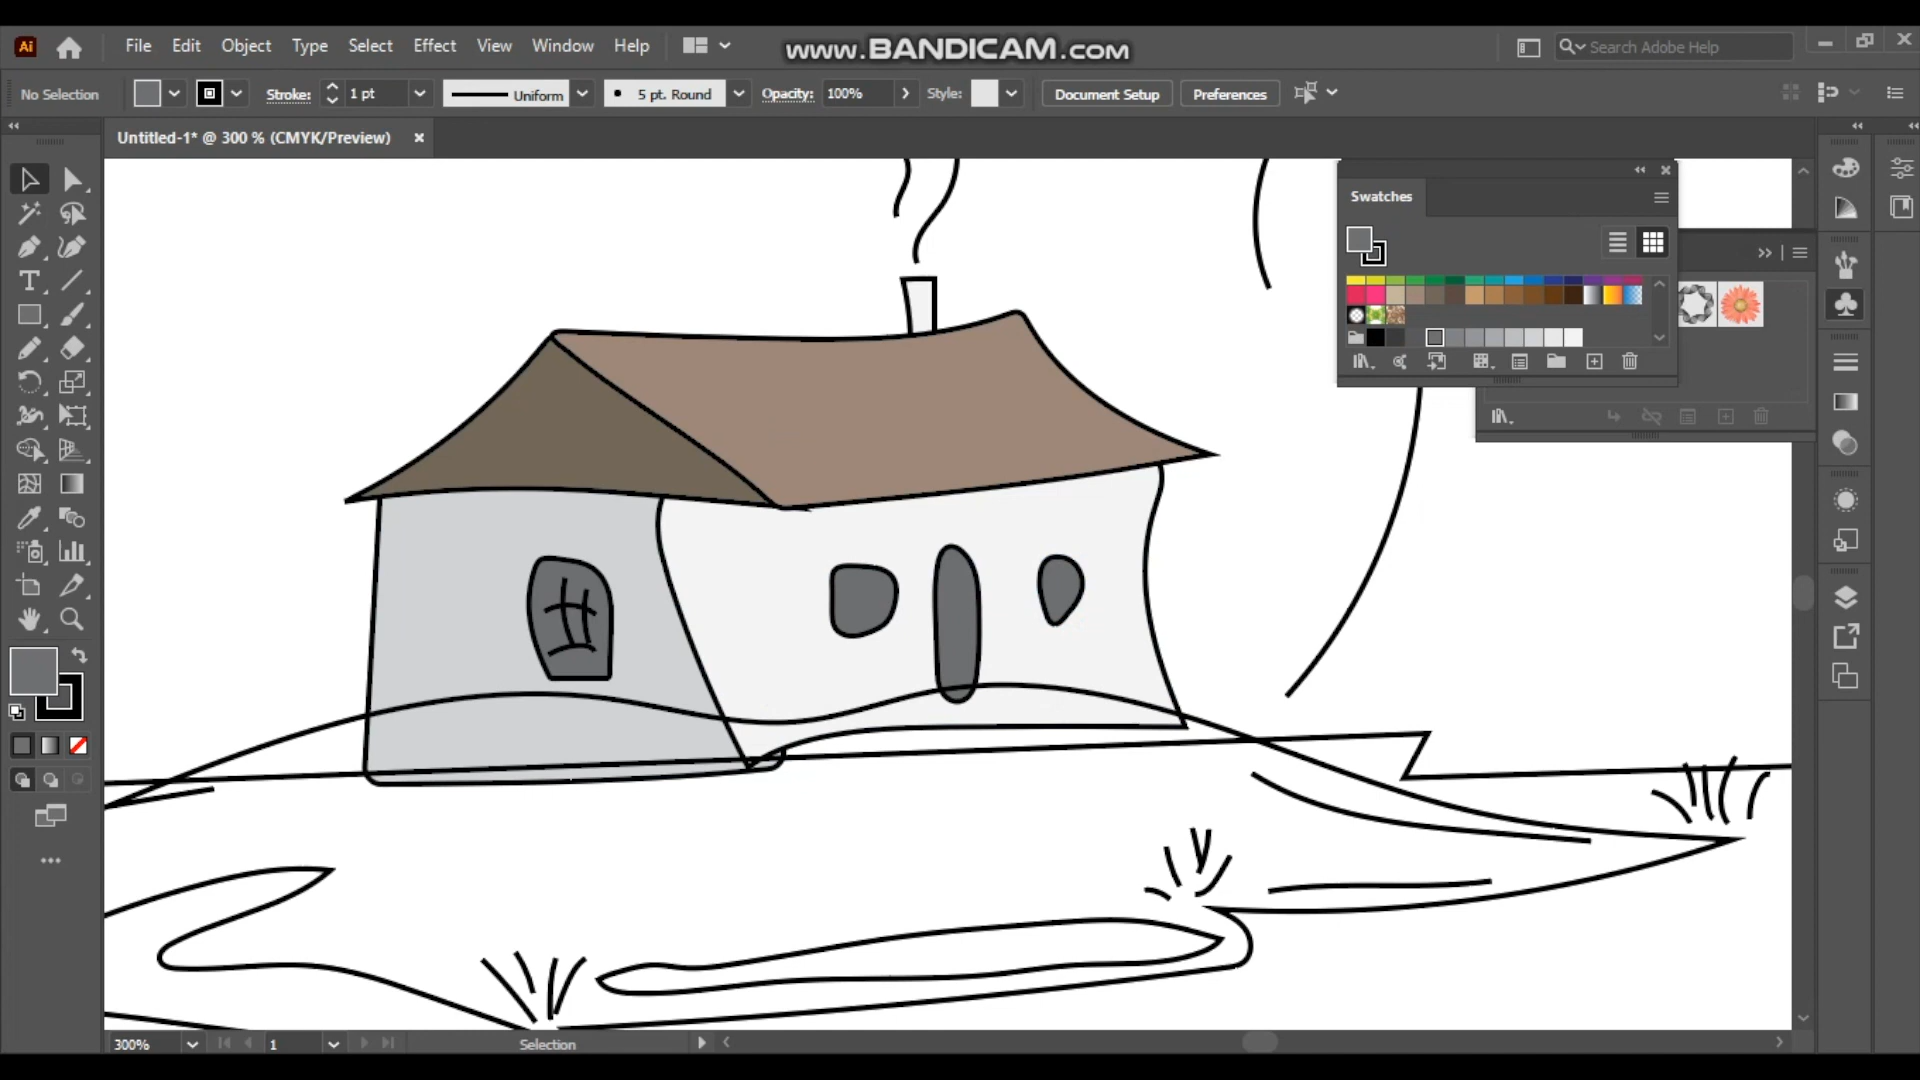 Ai File Edit Object Type Select Effect View Window Help www.BANDICAM.com Search Adobe Help
No Selection Stroke: 1 pt Uniform 5 pt. Round Opacity: 100% Style: Document Setup Preferences
Untitled-1* @ 300 % (CMYK/Preview)
Swatches
300% 1 Selection